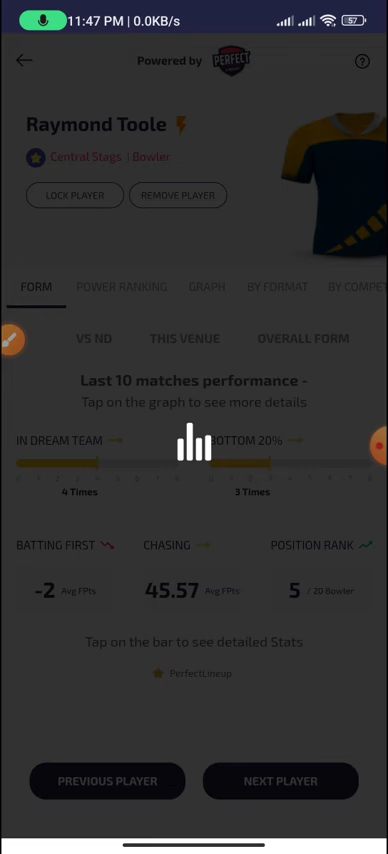 11:47 PM | 0.0KB/s
57
Powered by
PERFECT
?
Raymond Toole
Central Stags | Bowler
LOCK PLAYER
REMOVE PLAYER
FORM
POWER RANKING
GRAPH
BY FORMAT
BY COMPET
VS ND
THIS VENUE
OVERALL FORM
Last 10 matches performance -
Tap on the graph to see more details
IN DREAM TEAM
BOTTOM 20%
4 Times
3 Times
BATTING FIRST
CHASING
POSITION RANK
-2 Avg FPts
45.57 Avg FPts
5 / 20 Bowler
Tap on the bar to see detailed Stats
PerfectLineup
PREVIOUS PLAYER
NEXT PLAYER